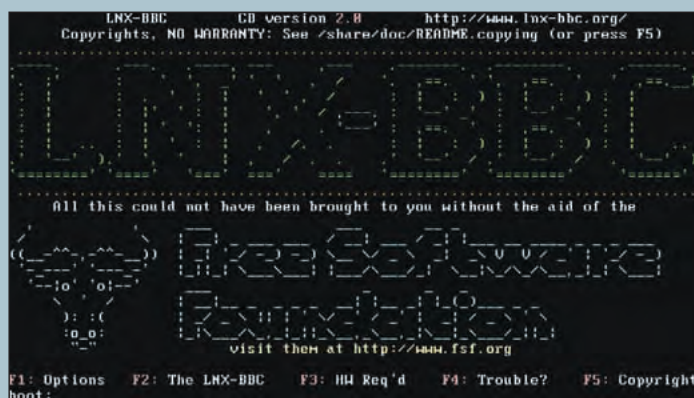 LNX-BBC CD version 2.0 http://www.lnx-bbc.org/
Copyrights, NO WARRANTY: See /share/doc/README.copying (or press F5)
LNX-BBC
All this could not have been brought to you without the aid of the
Free Software
Foundation
visit them at http://www.fsf.org
F1: Options F2: The LNX-BBC F3: HW Req'd F4: Trouble? F5: Copyright
boot: